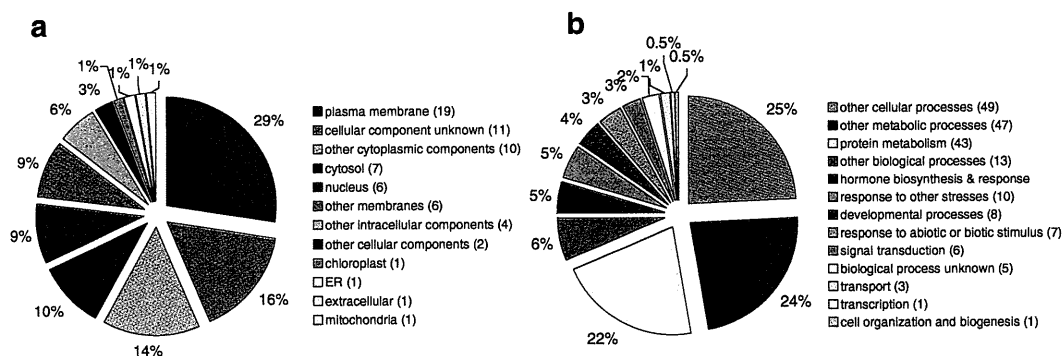 a
29%
16%
14%
10%
9%
9%
6%
3%
1%
1%
1%
1%
plasma membrane (19)
cellular component unknown (11)
other cytoplasmic components (10)
cytosol (7)
nucleus (6)
other membranes (6)
other intracellular components (4)
other cellular components (2)
chloroplast (1)
ER (1)
extracellular (1)
mitochondria (1)
b
25%
24%
22%
6%
5%
5%
4%
3%
3%
2%
1%
0.5%
0.5%
other cellular processes (49)
other metabolic processes (47)
protein metabolism (43)
other biological processes (13)
hormone biosynthesis & response
response to other stresses (10)
developmental processes (8)
response to abiotic or biotic stimulus (7)
signal transduction (6)
biological process unknown (5)
transport (3)
transcription (1)
cell organization and biogenesis (1)